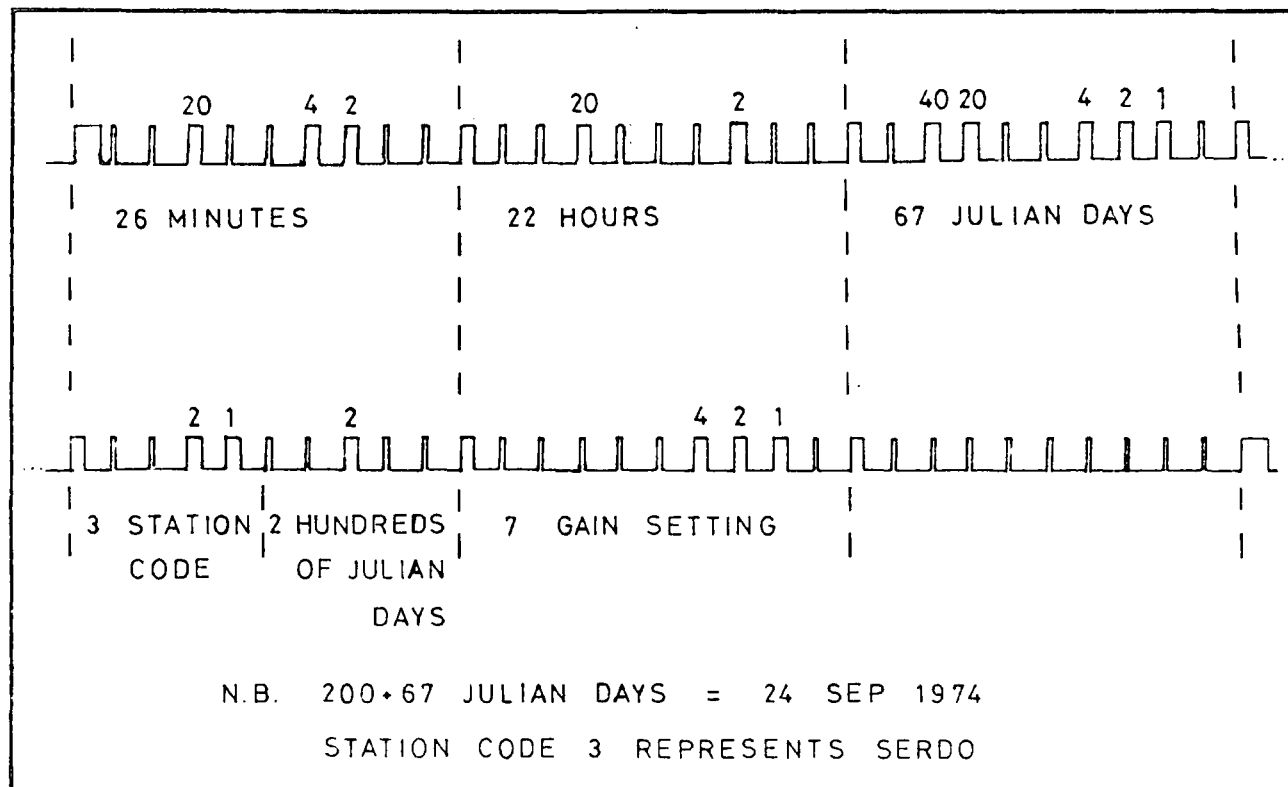 20 4 2 20 2 40 20 4 2 1
26 MINUTES 22 HOURS 67 JULIAN DAYS
2 1 2 4 2 1
3 STATION 2 HUNDREDS 7 GAIN SETTING
CODE OF JULIAN
DAYS
N.B. 200+67 JULIAN DAYS = 24 SEP 1974
STATION CODE 3 REPRESENTS SERDO